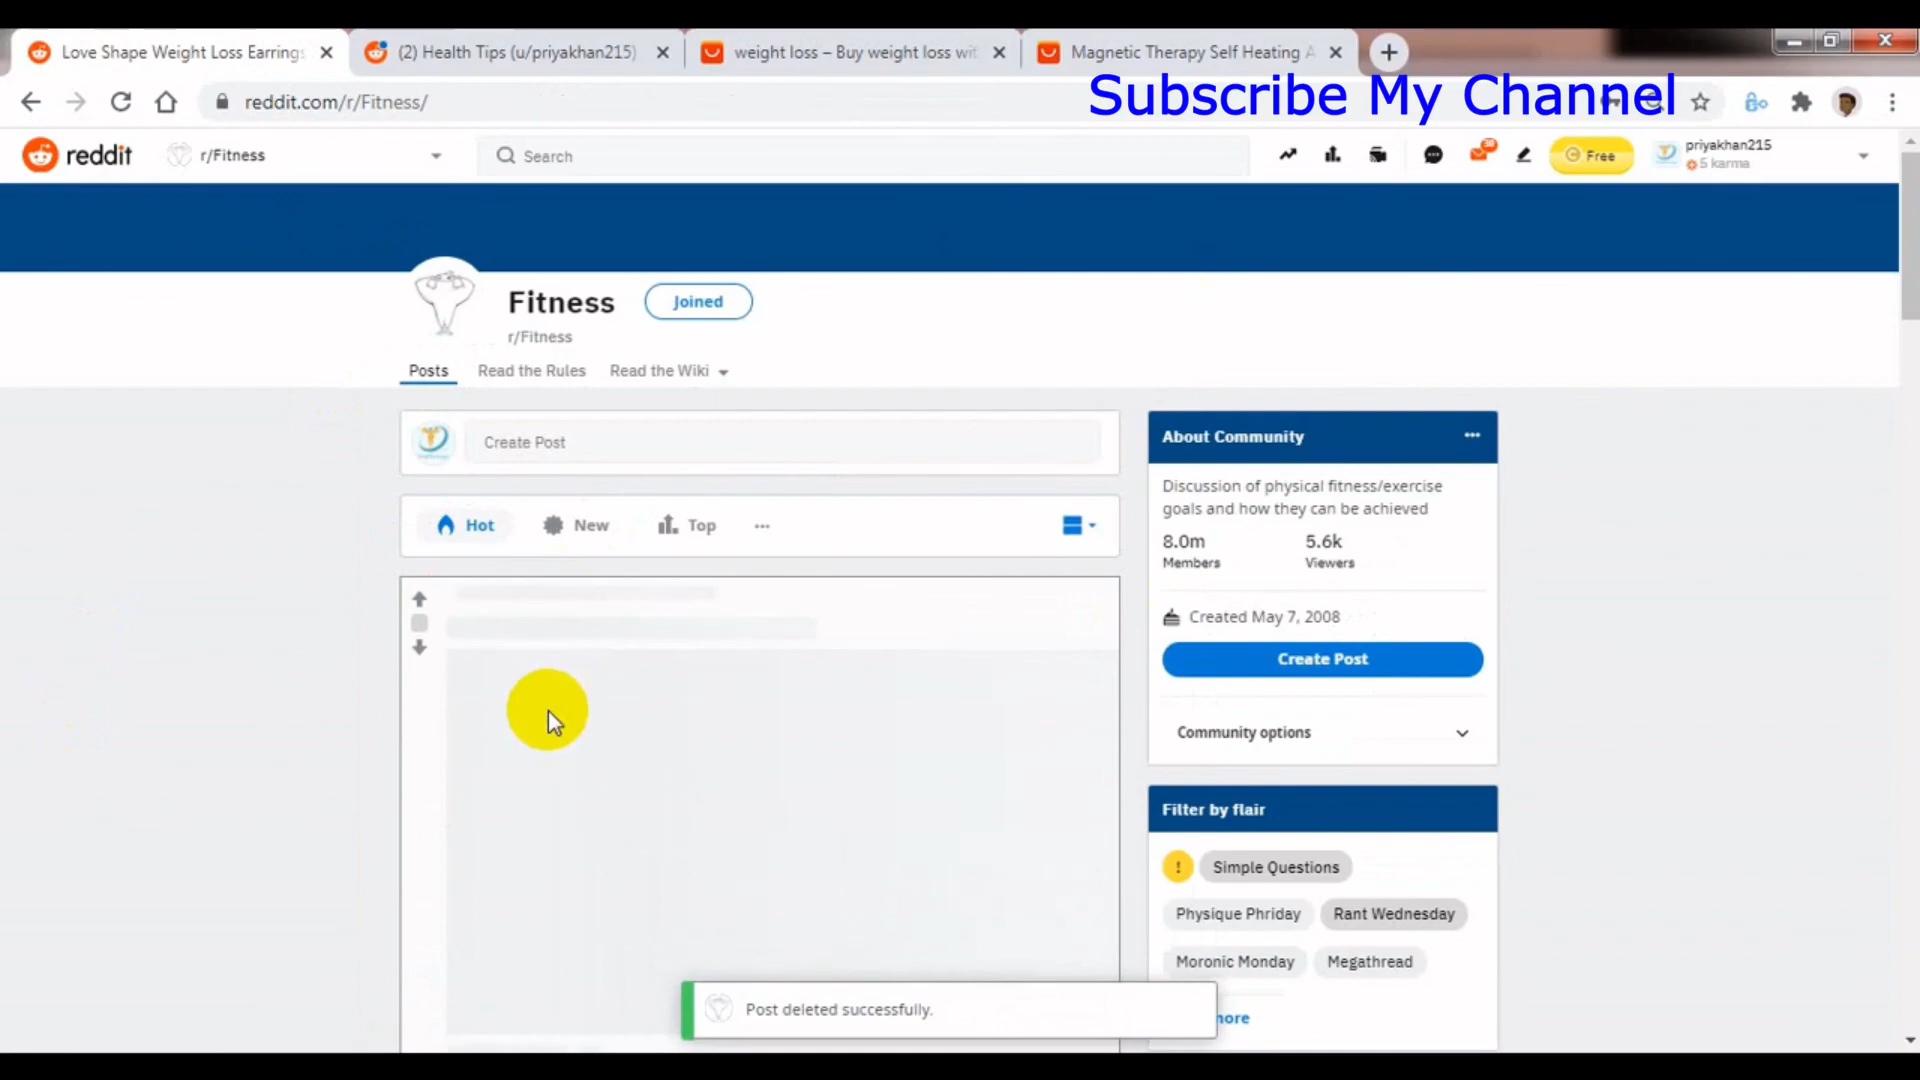 Love Shape Weight Loss Earrings
(2) Health Tips (u/priyakhan215)
weight loss – Buy weight loss wit
Magnetic Therapy Self Heating A
reddit.com/r/Fitness/
Subscribe My Channel
reddit
r/Fitness
Search
Free
priyakhan215
5 karma
Fitness
Joined
r/Fitness
Posts
Read the Rules
Read the Wiki
Create Post
Hot
New
Top
About Community
Discussion of physical fitness/exercise
goals and how they can be achieved
8.0m
5.6k
Members
Viewers
Created May 7, 2008
Create Post
Community options
Filter by flair
!
Simple Questions
Physique Phriday
Rant Wednesday
Moronic Monday
Megathread
more
Post deleted successfully.